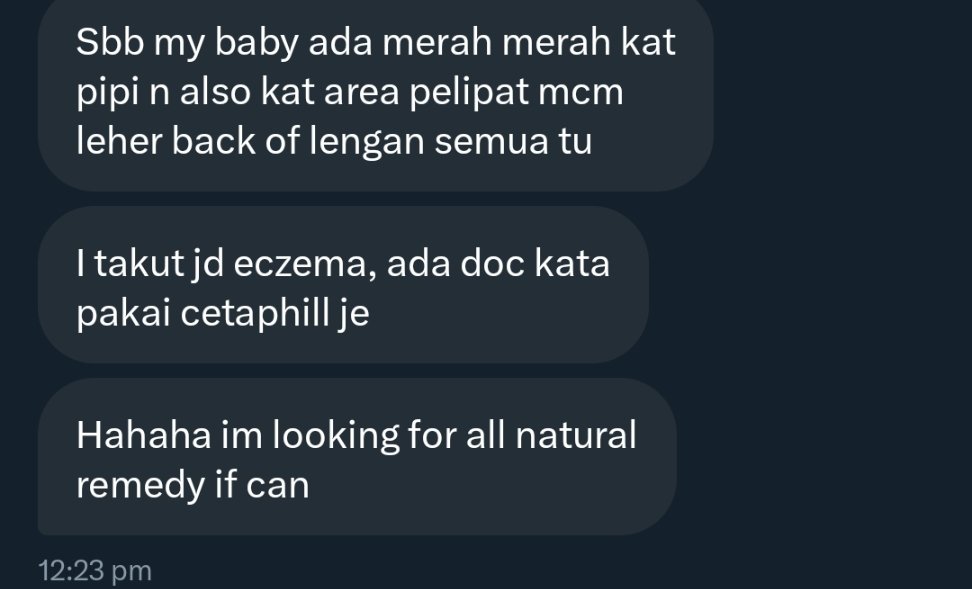 Sbb my baby ada merah merah kat
pipi n also kat area pelipat mcm
leher back of lengan semua tu
I takut jd eczema, ada doc kata
pakai cetaphill je
Hahaha im looking for all natural
remedy if can
12:23 pm